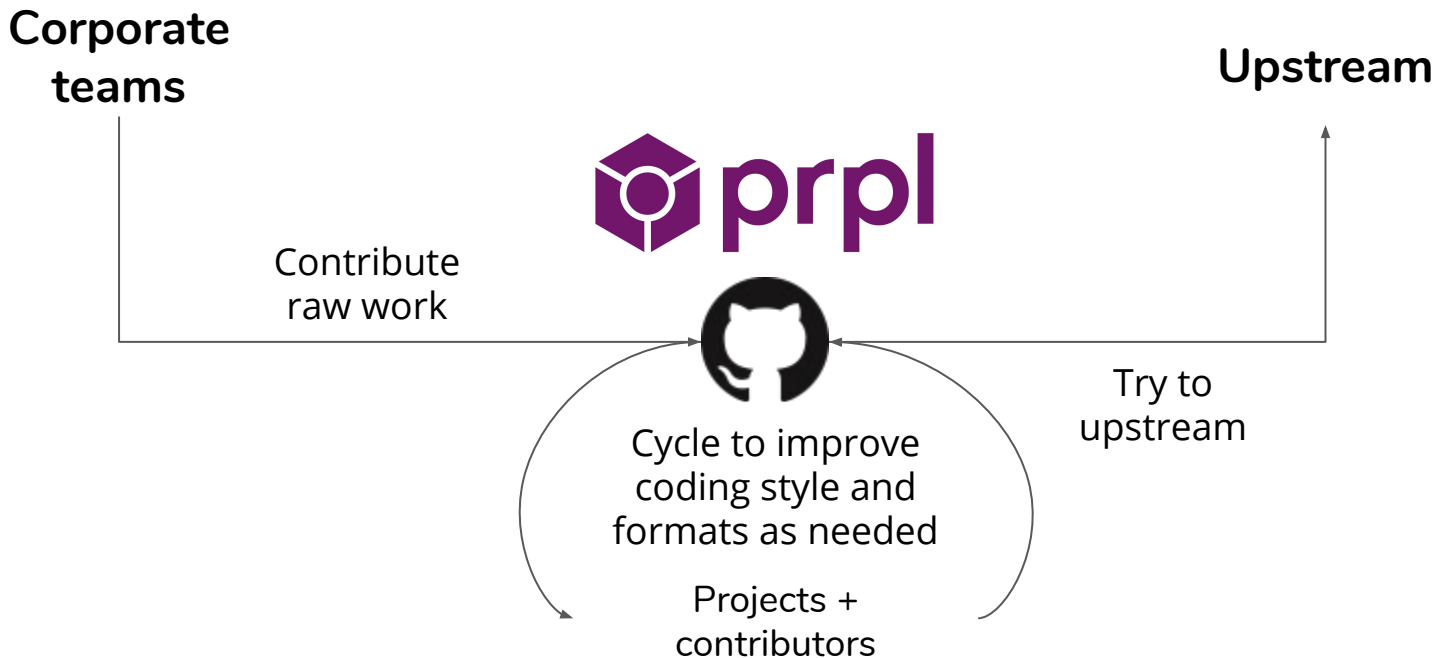 Corporate
teams
Upstream
prpl
Contribute
raw work
Try to
upstream
Cycle to improve
coding style and
formats as needed
Projects +
contributors